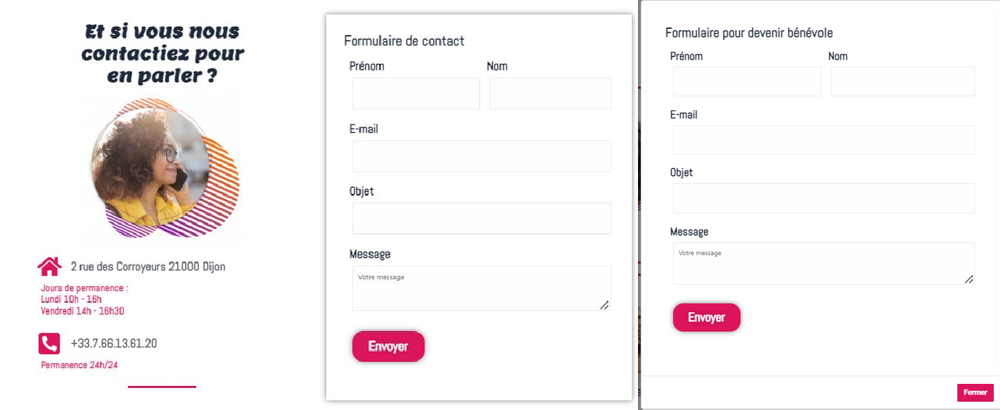 Et si vous nous
contactiez pour
en parler ?
2 rue des Corroyeurs 21000 Dijon
Jours de permanence :
Lundi 10h - 16h
Vendredi 14h - 16h30
+33.7.66.13.61.20
Permanence 24h/24
Formulaire de contact
Prénom Nom
E-mail
Objet
Message
Votre message
Envoyer
Formulaire pour devenir bénévole
Prénom Nom
E-mail
Objet
Message
Votre message
Envoyer
Fermer